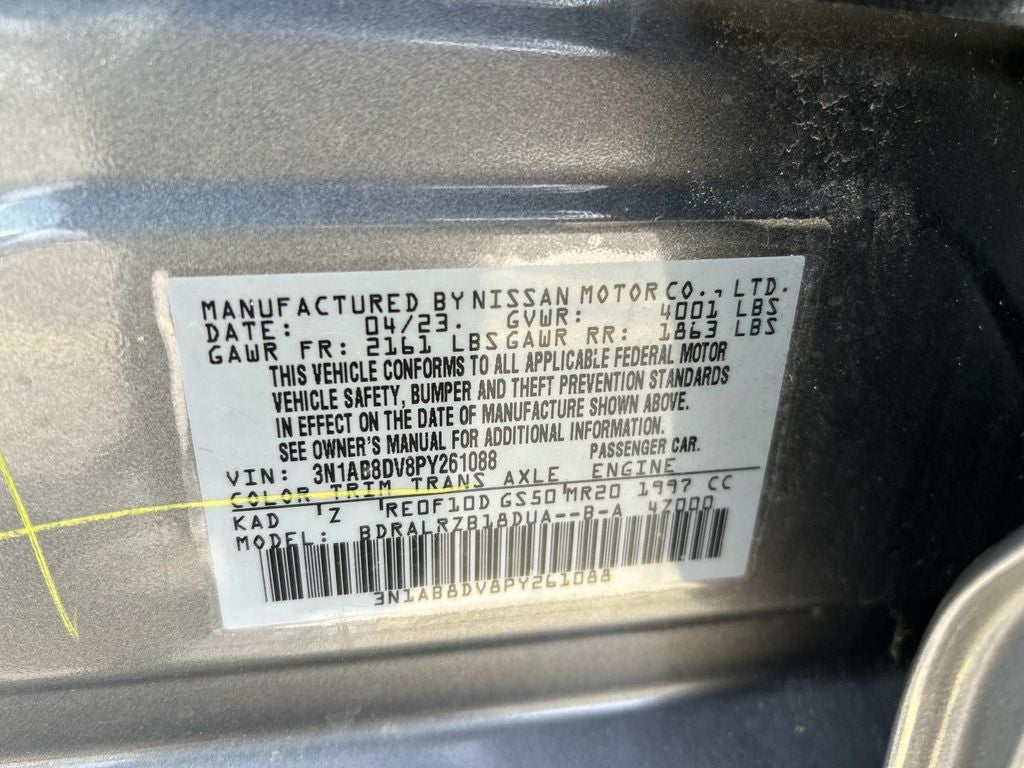 MANUFACTURED BY NISSAN MOTOR CO., LTD.
DATE: 04/23. GVWR: 4001 LBS
GAWR FR: 2161 LBS GAWR RR: 1863 LBS
THIS VEHICLE CONFORMS TO ALL APPLICABLE FEDERAL MOTOR
VEHICLE SAFETY, BUMPER AND THEFT PREVENTION STANDARDS
IN EFFECT ON THE DATE OF MANUFACTURE SHOWN ABOVE.
SEE OWNER'S MANUAL FOR ADDITIONAL INFORMATION.
PASSENGER CAR.
VIN: 3N1AB8DV8PY261088
COLOR TRIM TRANS AXLE ENGINE
KAD Z RE0F10D GS50 MR20 1997 CC
MODEL: BDRALRZB18DUA--B-A 47000
3N1AB8DV8PY261088